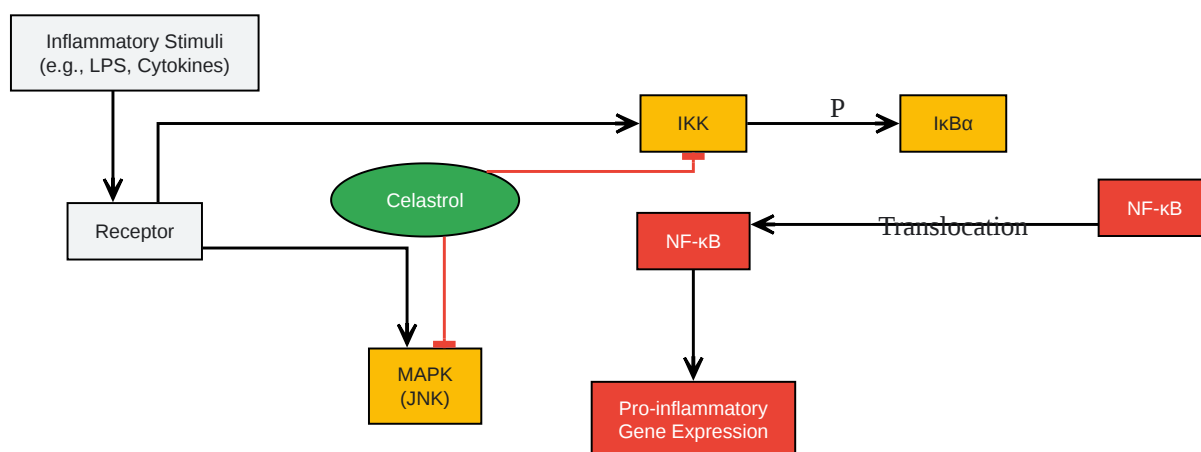 Inflammatory Stimuli
(e.g., LPS, Cytokines)
IKK
P
IκBα
Celastrol
NF-κB
Receptor
NF-κB
Translocation
MAPK
(JNK)
Pro-inflammatory
Gene Expression